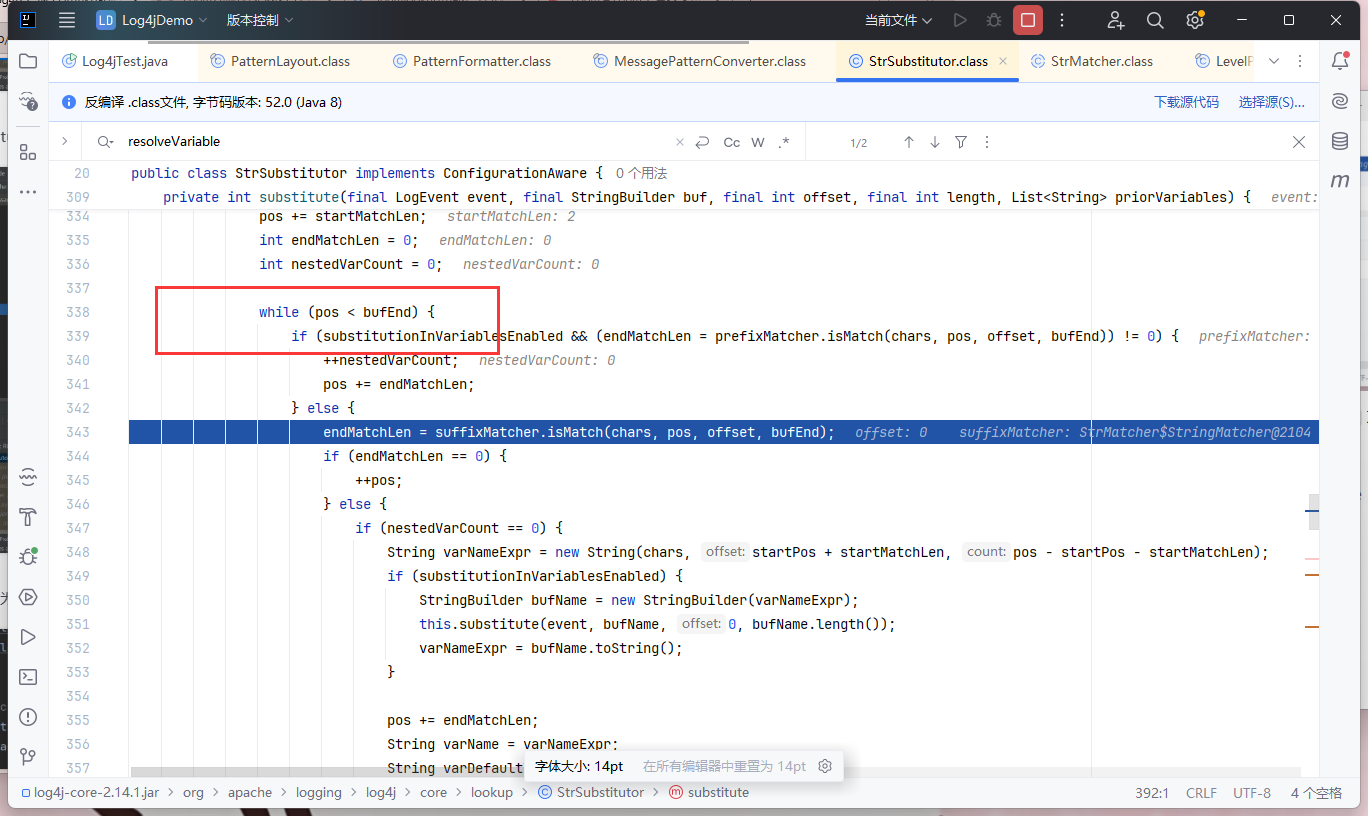 LD Log4jDemo 版本控制 当前文件
Log4jTest.java PatternLayout.class PatternFormatter.class MessagePatternConverter.class StrSubstitutor.class StrMatcher.class LevelP
反编译 .class文件, 字节码版本: 52.0 (Java 8) 下载源代码 选择源(S)...
resolveVariable Cc W .* 1/2
20 public class StrSubstitutor implements ConfigurationAware { 0 个用法
309 private int substitute(final LogEvent event, final StringBuilder buf, final int offset, final int length, List<String> priorVariables) { event:
334 pos += startMatchLen; startMatchLen: 2
335 int endMatchLen = 0; endMatchLen: 0
336 int nestedVarCount = 0; nestedVarCount: 0
337
338 while (pos < bufEnd) {
339 if (substitutionInVariablesEnabled && (endMatchLen = prefixMatcher.isMatch(chars, pos, offset, bufEnd)) != 0) { prefixMatcher:
340 ++nestedVarCount; nestedVarCount: 0
341 pos += endMatchLen;
342 } else {
343 endMatchLen = suffixMatcher.isMatch(chars, pos, offset, bufEnd); offset: 0 suffixMatcher: StrMatcher$StringMatcher@2104
344 if (endMatchLen == 0) {
345 ++pos;
346 } else {
347 if (nestedVarCount == 0) {
348 String varNameExpr = new String(chars, offset: startPos + startMatchLen, count: pos - startPos - startMatchLen);
349 if (substitutionInVariablesEnabled) {
350 StringBuilder bufName = new StringBuilder(varNameExpr);
351 this.substitute(event, bufName, offset: 0, bufName.length());
352 varNameExpr = bufName.toString();
353 }
354
355 pos += endMatchLen;
356 String varName = varNameExpr;
357 String varDefault
字体大小: 14pt 在所有编辑器中重置为 14pt
log4j-core-2.14.1.jar > org > apache > logging > log4j > core > lookup > StrSubstitutor > substitute 392:1 CRLF UTF-8 4 个空格